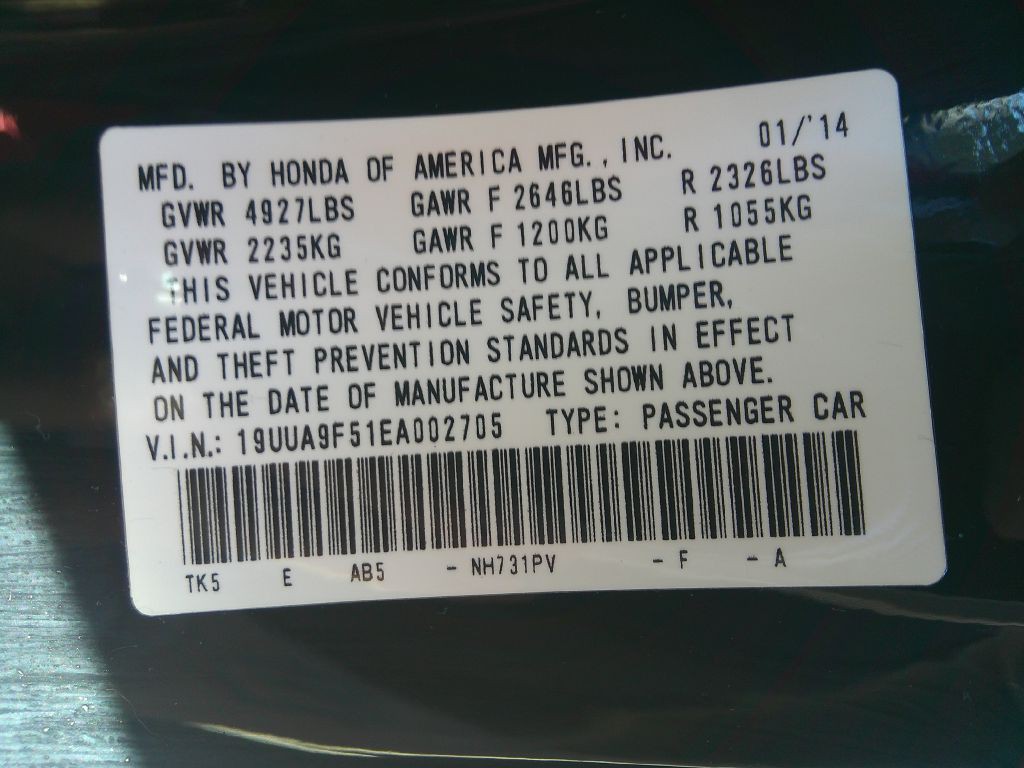 MFD. BY HONDA OF AMERICA MFG., INC. 01/'14
GVWR 4927LBS GAWR F 2646LBS R 2326LBS
GVWR 2235KG GAWR F 1200KG R 1055KG
THIS VEHICLE CONFORMS TO ALL APPLICABLE
FEDERAL MOTOR VEHICLE SAFETY, BUMPER,
AND THEFT PREVENTION STANDARDS IN EFFECT
ON THE DATE OF MANUFACTURE SHOWN ABOVE.
V.I.N.: 19UUA9F51EA002705 TYPE: PASSENGER CAR
TK5 E AB5 - NH731PV - F - A